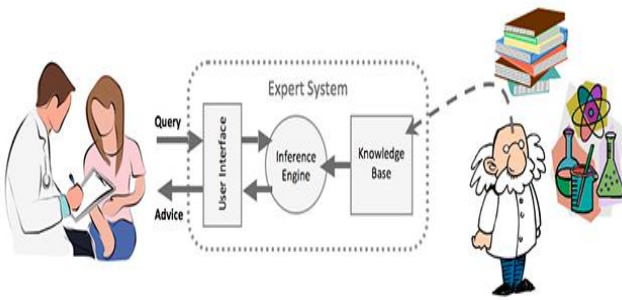 Expert System
Query
Advice
User Interface
Inference
Engine
Knowledge
Base